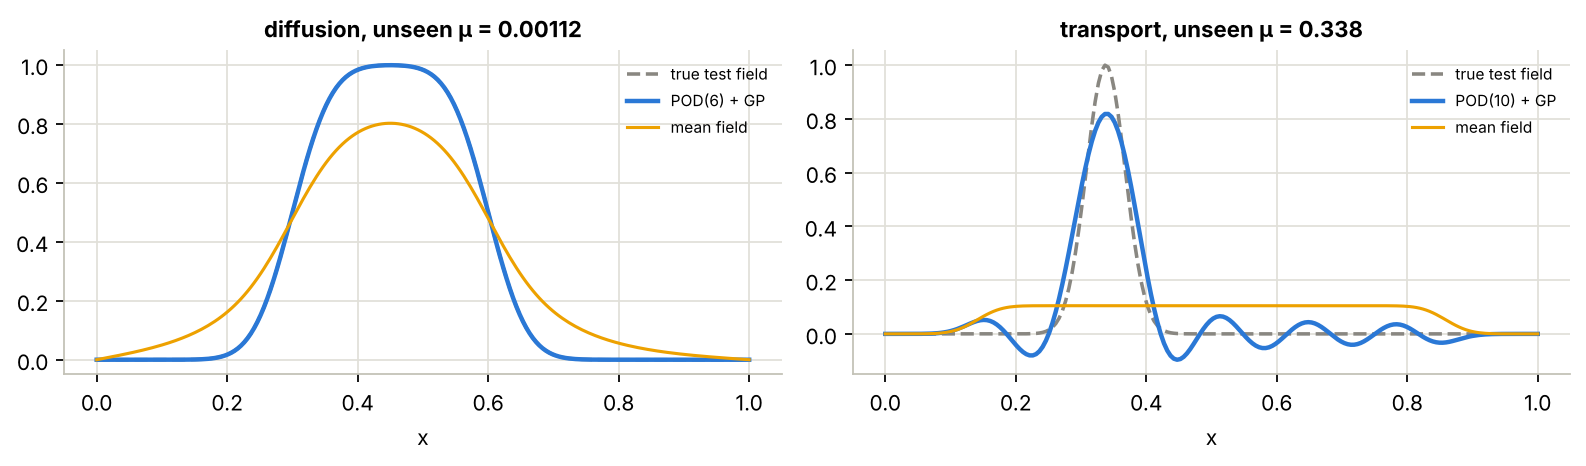 diffusion, unseen μ = 0.00112
1.0
0.8
0.6
0.4
0.2
0.0
true test field
POD(6) + GP
mean field
0.0 0.2 0.4 0.6 0.8 1.0
x
transport, unseen μ = 0.338
1.0
0.8
0.6
0.4
0.2
0.0
true test field
POD(10) + GP
mean field
0.0 0.2 0.4 0.6 0.8 1.0
x